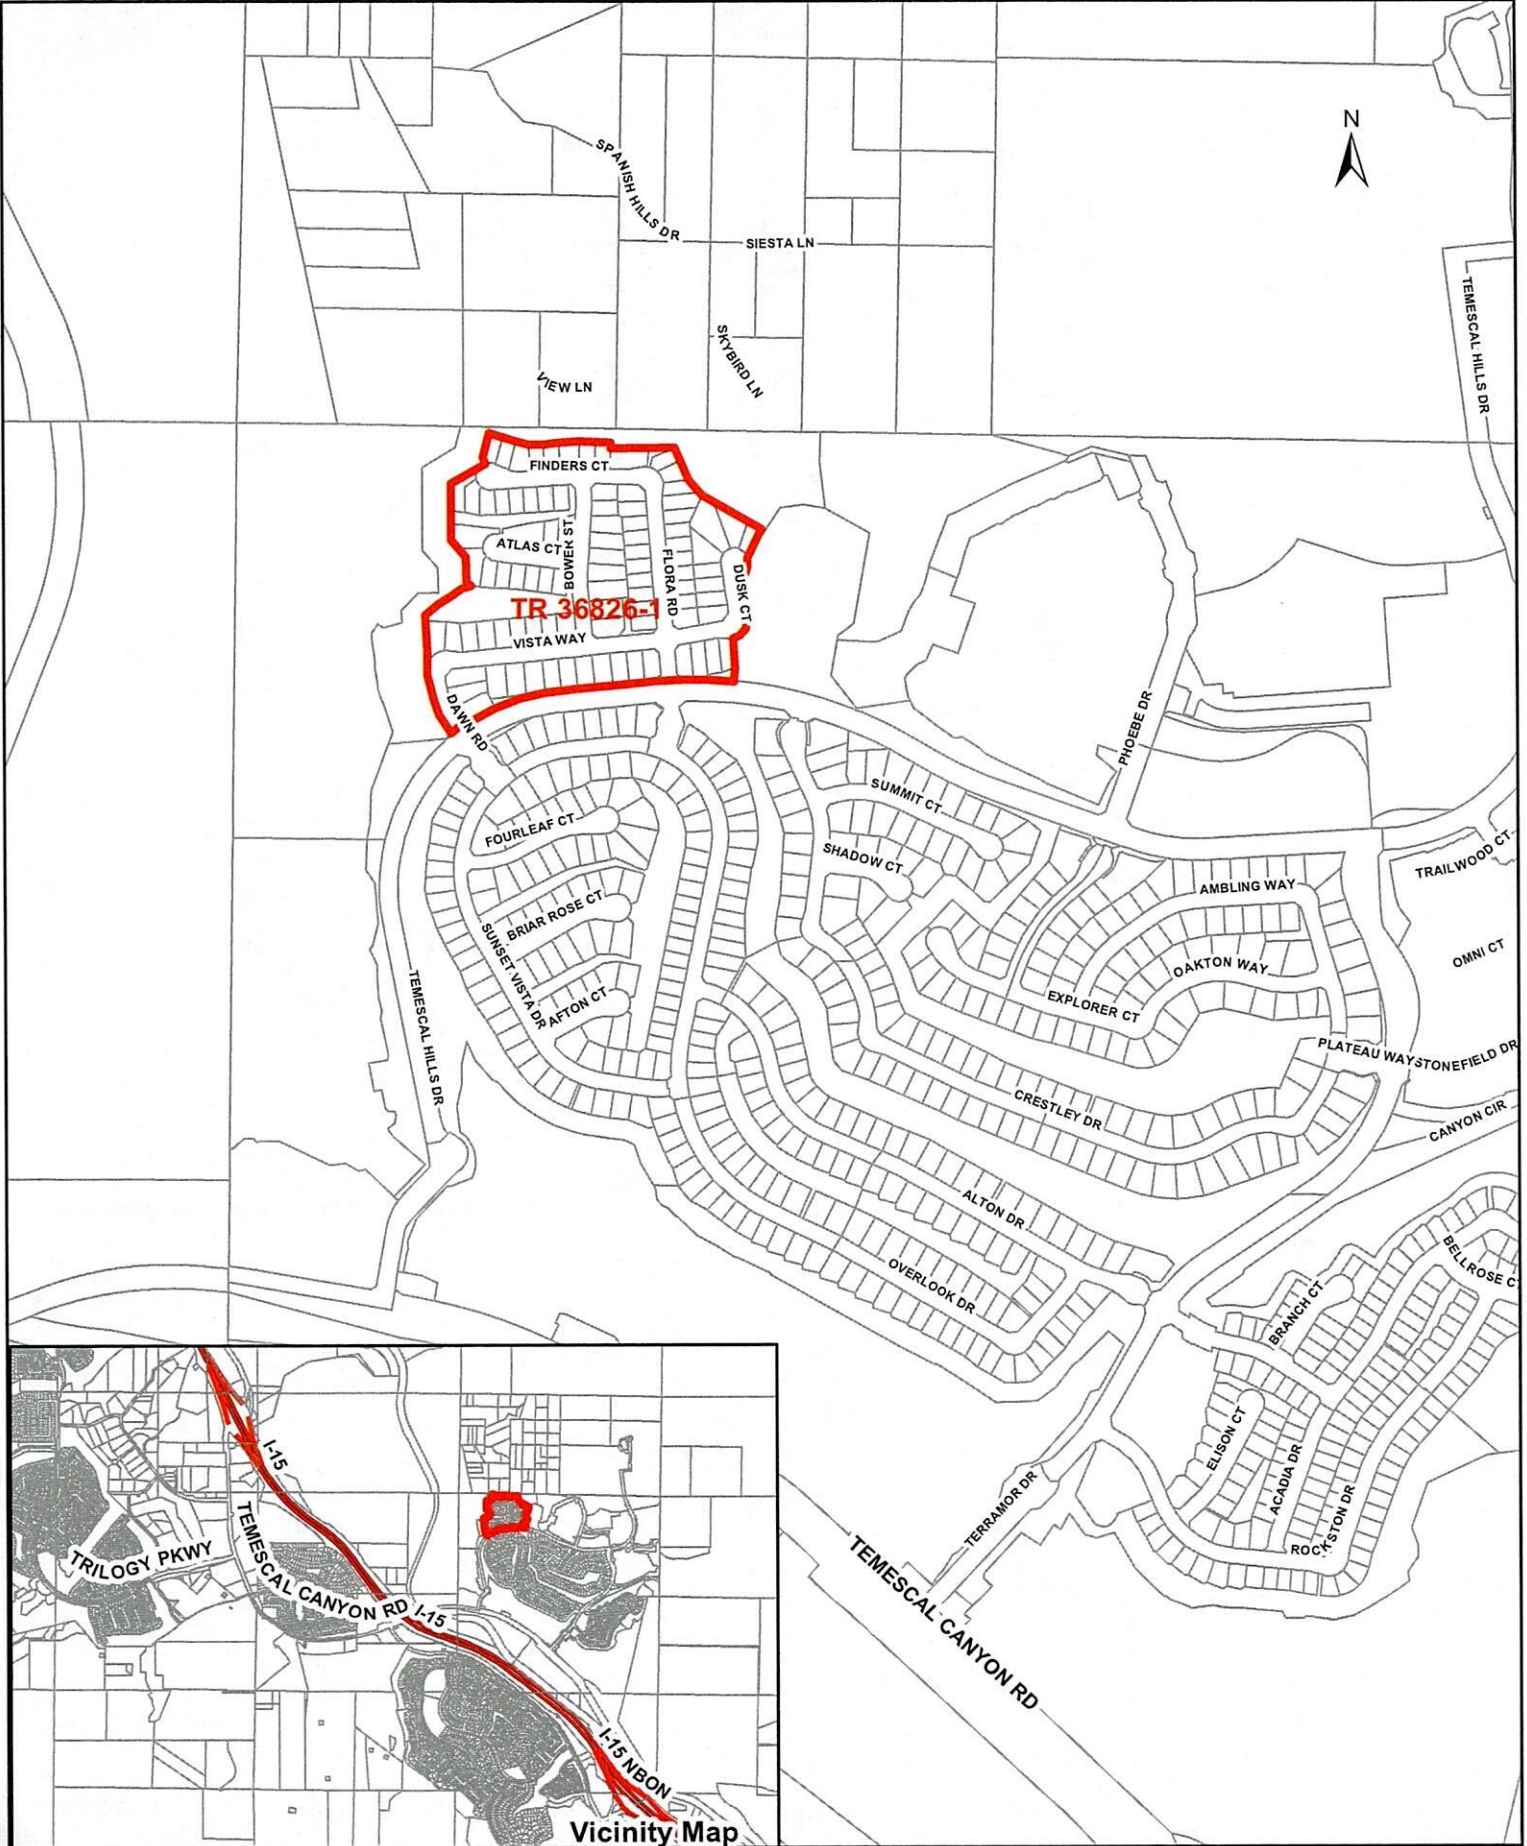 N
SPANISH HILLS DR
SIESTA LN
TEMESCAL HILLS DR
SKYBIRD LN
VIEW LN
FINDERS CT
ATLAS CT
BOWER ST
FLORA RD
DUSK CT
TR 36826-1
VISTA WAY
DAWN RD
PHOEBE DR
SUMMIT CT
FOURLEAF CT
SHADOW CT
TRAILWOOD CT
AMBLING WAY
BRIAR ROSE CT
SUNSET VISTA DR
OMNI CT
OAKTON WAY
TEMESCAL HILLS DR
AFTON CT
EXPLORER CT
PLATEAU WAY
STONEFIELD DR
CRESTLEY DR
CANYON CIR
ALTON DR
BELLROSE C
OVERLOOK DR
BRANCH CT
ELISON CT
ACADIA DR
ROCKSTON DR
TERRAMOR DR
TEMESCAL CANYON RD
I-15
TRILOGY PKWY
TEMESCAL CANYON RD
I-15
I-15 NBON
Vicinity Map